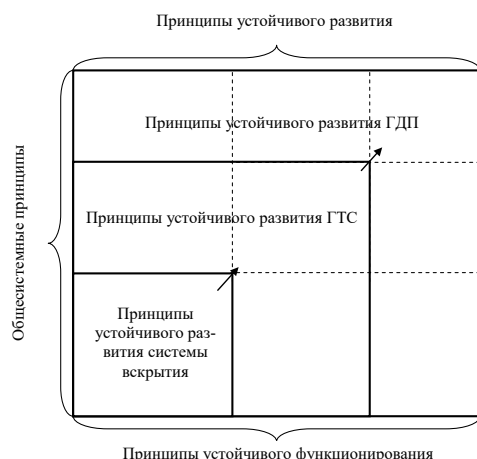 Принципы устойчивого развития
Общесистемные принципы
Принципы устойчивого развития ГДП
Принципы устойчивого развития ГТС
Принципы
устойчивого раз-
вития системы
вскрытия
Принципы устойчивого функционирования